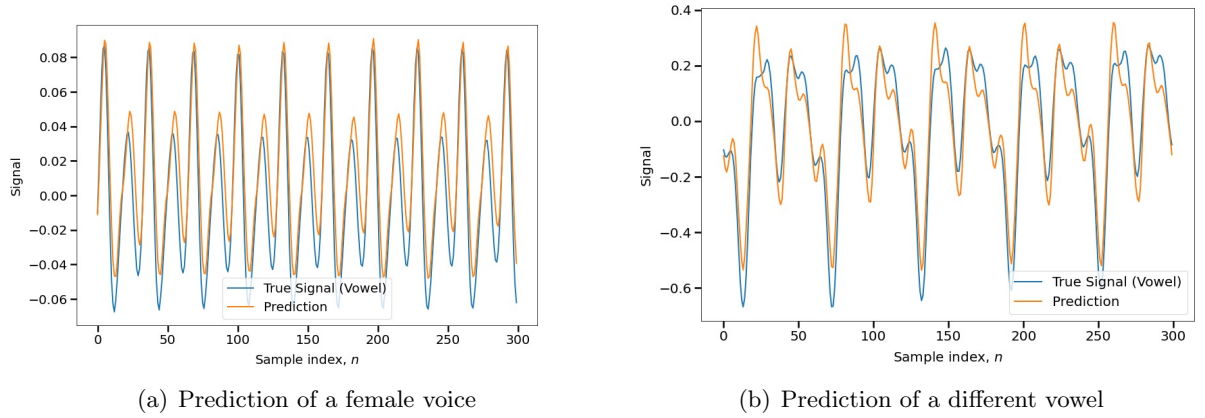 0.08
0.06
0.04
0.02
0.00
−0.02
−0.04
−0.06
Signal
0
50
100
150
200
250
300
Sample index, n
True Signal (Vowel)
Prediction
(a) Prediction of a female voice
0.4
0.2
0.0
−0.2
−0.4
−0.6
Signal
0
50
100
150
200
250
300
Sample index, n
True Signal (Vowel)
Prediction
(b) Prediction of a different vowel